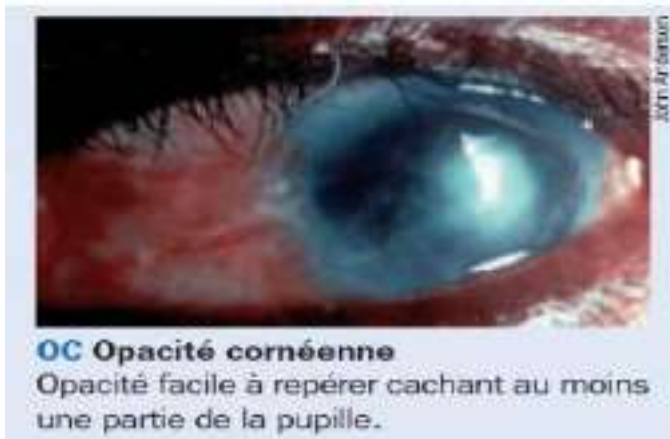 OC Opacité cornéenne
Opacité facile à repérer cachant au moins
une partie de la pupille.